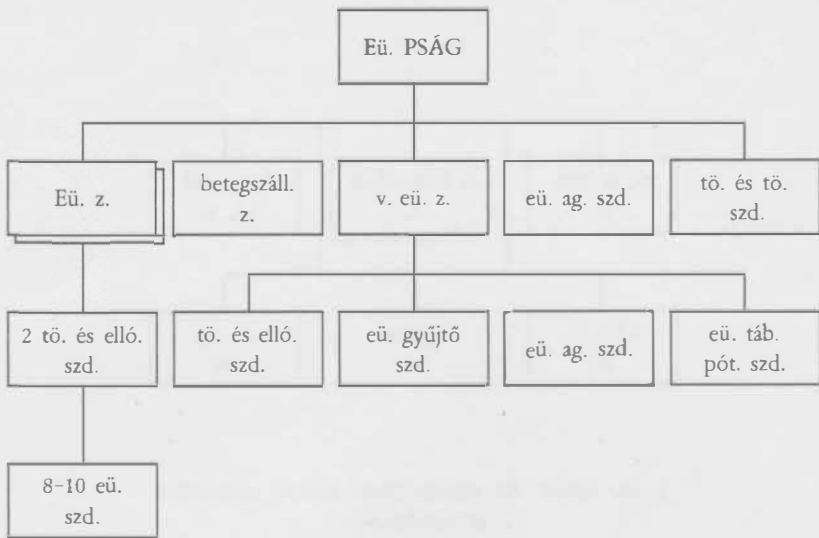 Eü. PSÁG
Eü. z.
betegszáll.
z.
v. eü. z.
eü. ag. szd.
tö. és tö.
szd.
2 tö. és elló.
szd.
tö. és elló.
szd.
eü. gyűjtő
szd.
eü. ag. szd.
eü. táb.
pót. szd.
8-10 eü.
szd.